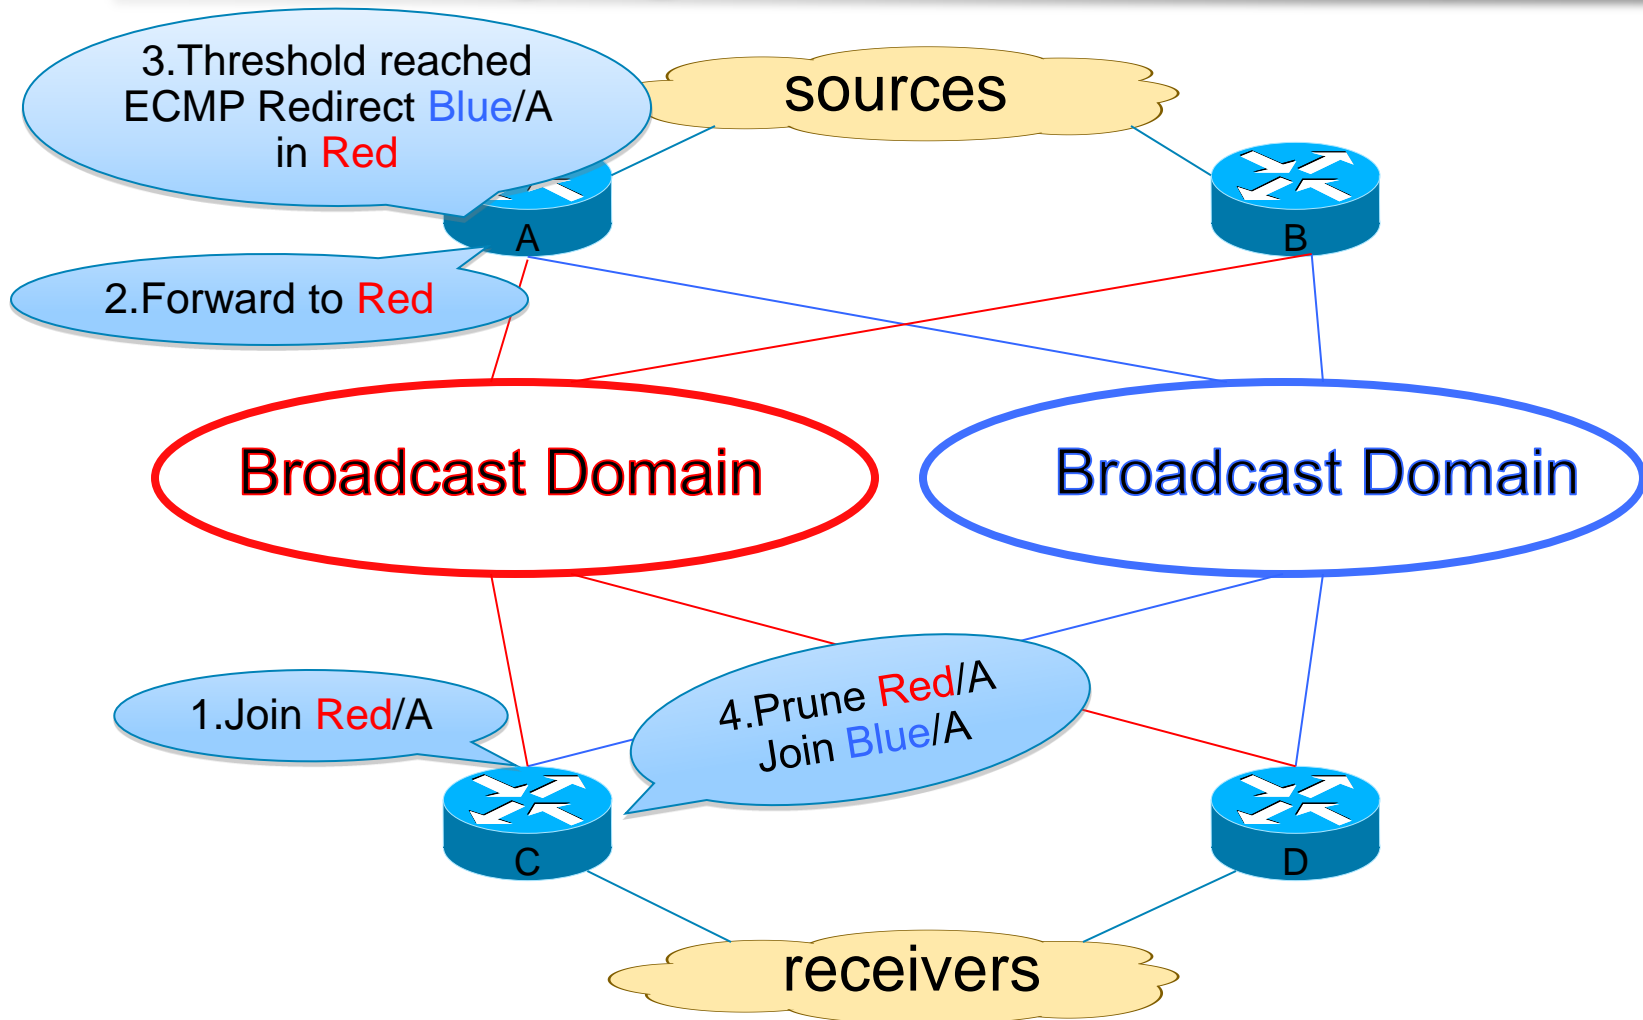 3.Threshold reached
ECMP Redirect Blue/A
in Red
sources
A
B
2.Forward to Red
Broadcast Domain
Broadcast Domain
1.Join Red/A
4.Prune Red/A
Join Blue/A
C
D
receivers